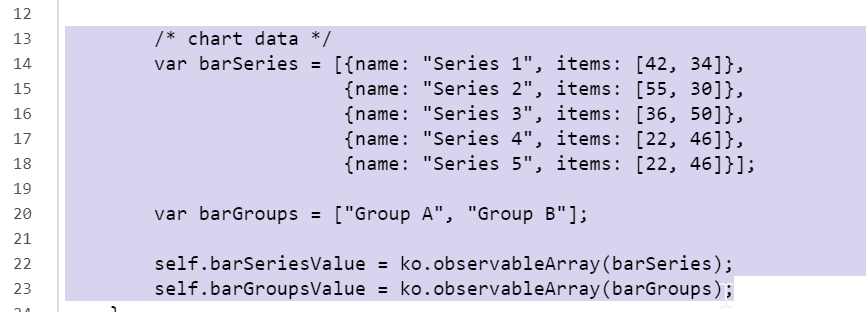 12
13 /* chart data */
14 var barSeries = [{name: "Series 1", items: [42, 34]},
15 {name: "Series 2", items: [55, 30]},
16 {name: "Series 3", items: [36, 50]},
17 {name: "Series 4", items: [22, 46]},
18 {name: "Series 5", items: [22, 46]}];
19
20 var barGroups = ["Group A", "Group B"];
21
22 self.barSeriesValue = ko.observableArray(barSeries);
23 self.barGroupsValue = ko.observableArray(barGroups);
24 }